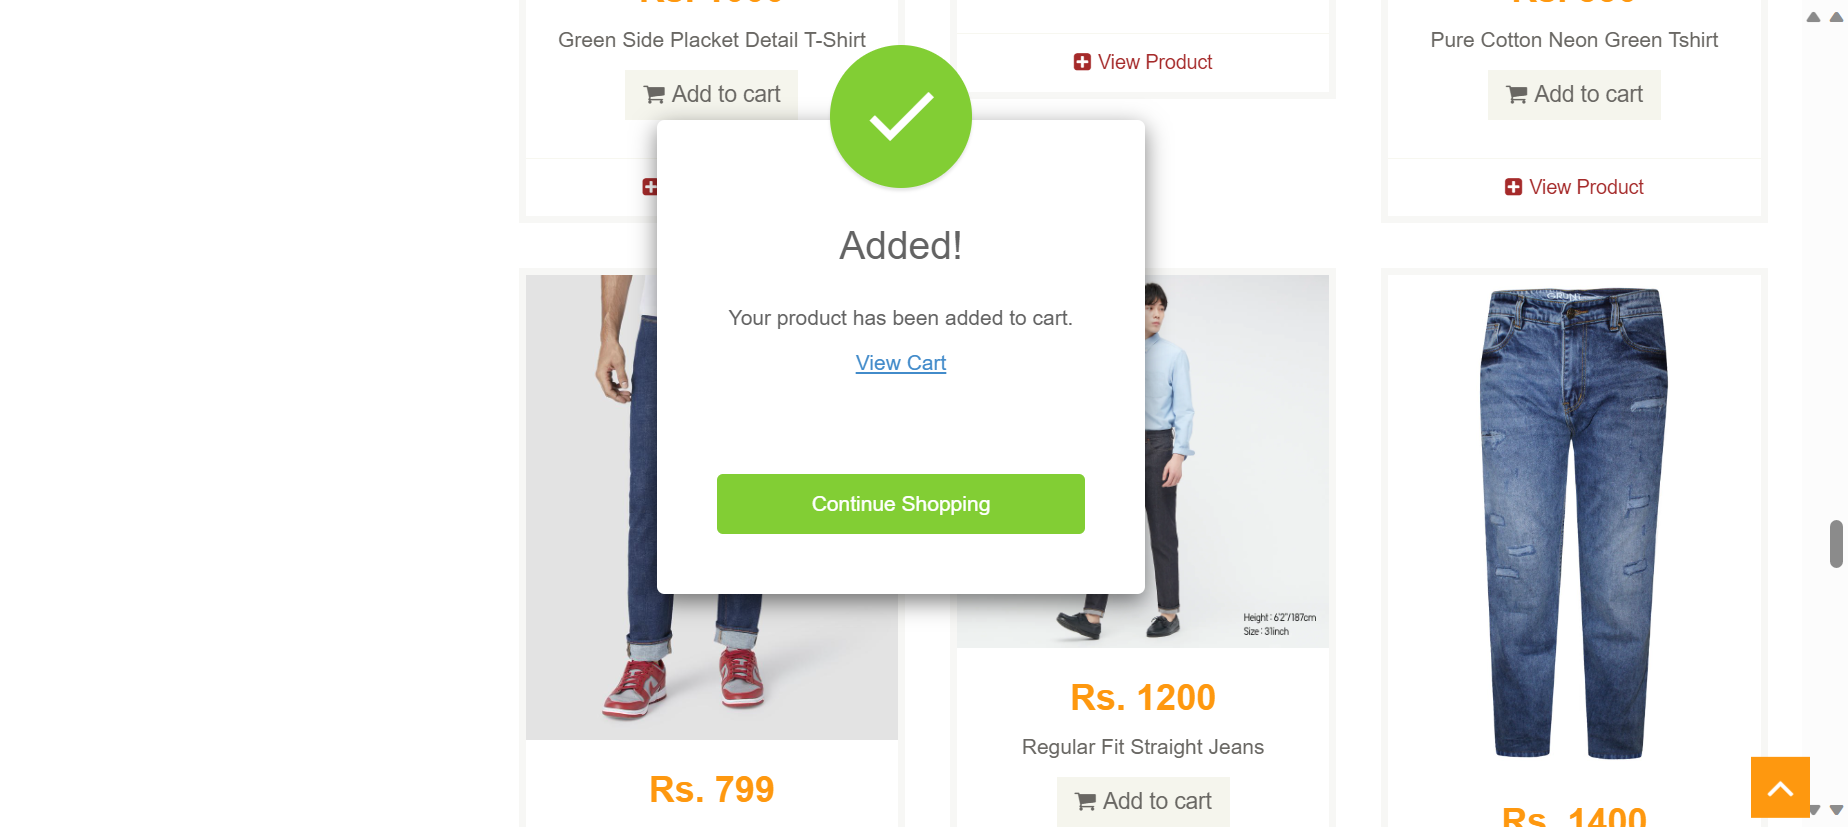 Green Side Placket Detail T-Shirt
Add to cart
View Product
Pure Cotton Neon Green Tshirt
Add to cart
View Product
Added!
Your product has been added to cart.
View Cart
Continue Shopping
Height : 6'2"/187cm
Size : 31inch
Rs. 799
Rs. 1200
Regular Fit Straight Jeans
Add to cart
Rs. 1400